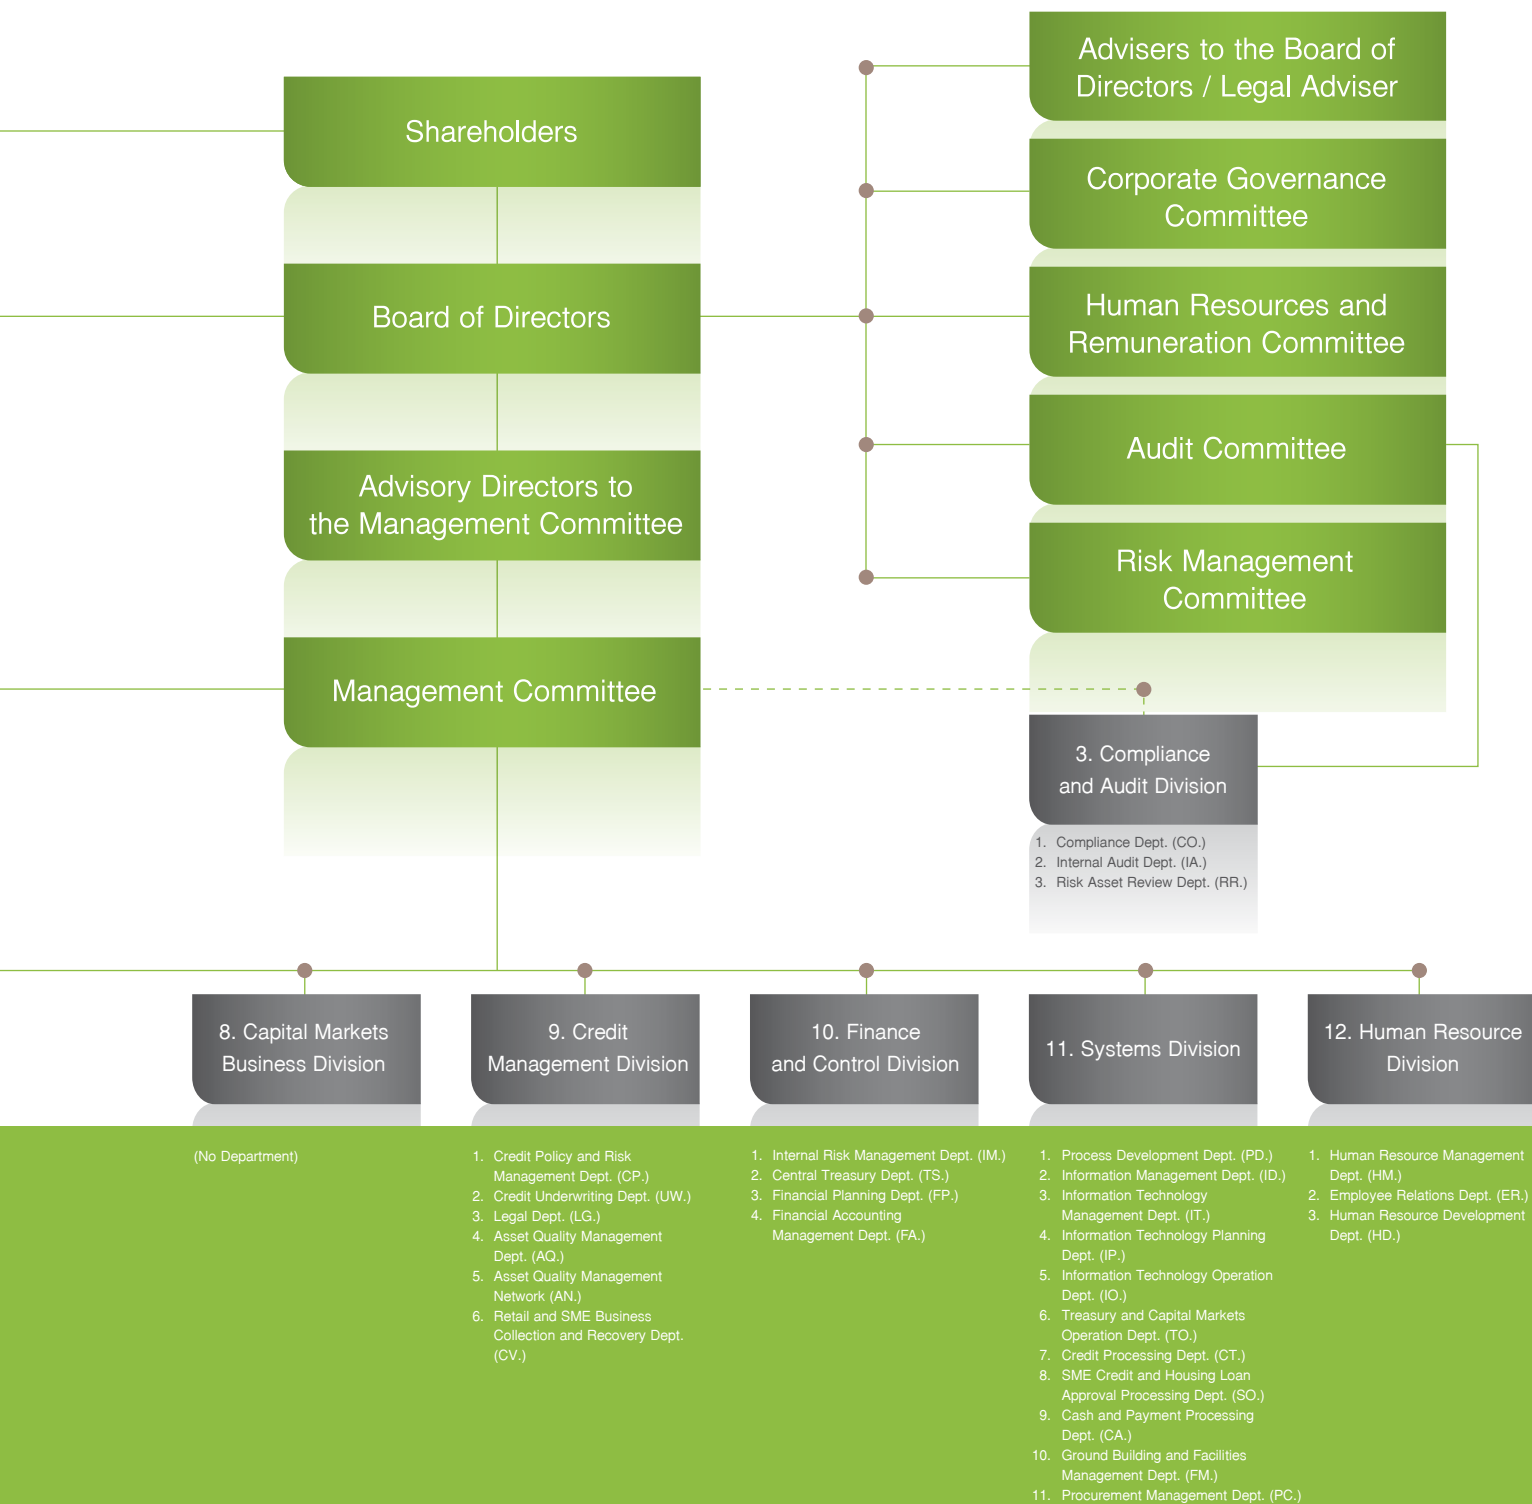 Shareholders
Board of Directors
Advisory Directors to
the Management Committee
Management Committee
Advisers to the Board of
Directors / Legal Adviser
Corporate Governance
Committee
Human Resources and
Remuneration Committee
Audit Committee
Risk Management
Committee
3. Compliance
and Audit Division
1. Compliance Dept. (CO.)
2. Internal Audit Dept. (IA.)
3. Risk Asset Review Dept. (RR.)
8. Capital Markets
Business Division
(No Department)
9. Credit
Management Division
1. Credit Policy and Risk
Management Dept. (CP.)
2. Credit Underwriting Dept. (UW.)
3. Legal Dept. (LG.)
4. Asset Quality Management
Dept. (AQ.)
5. Asset Quality Management
Network (AN.)
6. Retail and SME Business
Collection and Recovery Dept.
(CV.)
10. Finance
and Control Division
1. Internal Risk Management Dept. (IM.)
2. Central Treasury Dept. (TS.)
3. Financial Planning Dept. (FP.)
4. Financial Accounting
Management Dept. (FA.)
11. Systems Division
1. Process Development Dept. (PD.)
2. Information Management Dept. (ID.)
3. Information Technology
Management Dept. (IT.)
4. Information Technology Planning
Dept. (IP.)
5. Information Technology Operation
Dept. (IO.)
6. Treasury and Capital Markets
Operation Dept. (TO.)
7. Credit Processing Dept. (CT.)
8. SME Credit and Housing Loan
Approval Processing Dept. (SO.)
9. Cash and Payment Processing
Dept. (CA.)
10. Ground Building and Facilities
Management Dept. (FM.)
11. Procurement Management Dept. (PC.)
12. Human Resource
Division
1. Human Resource Management
Dept. (HM.)
2. Employee Relations Dept. (ER.)
3. Human Resource Development
Dept. (HD.)